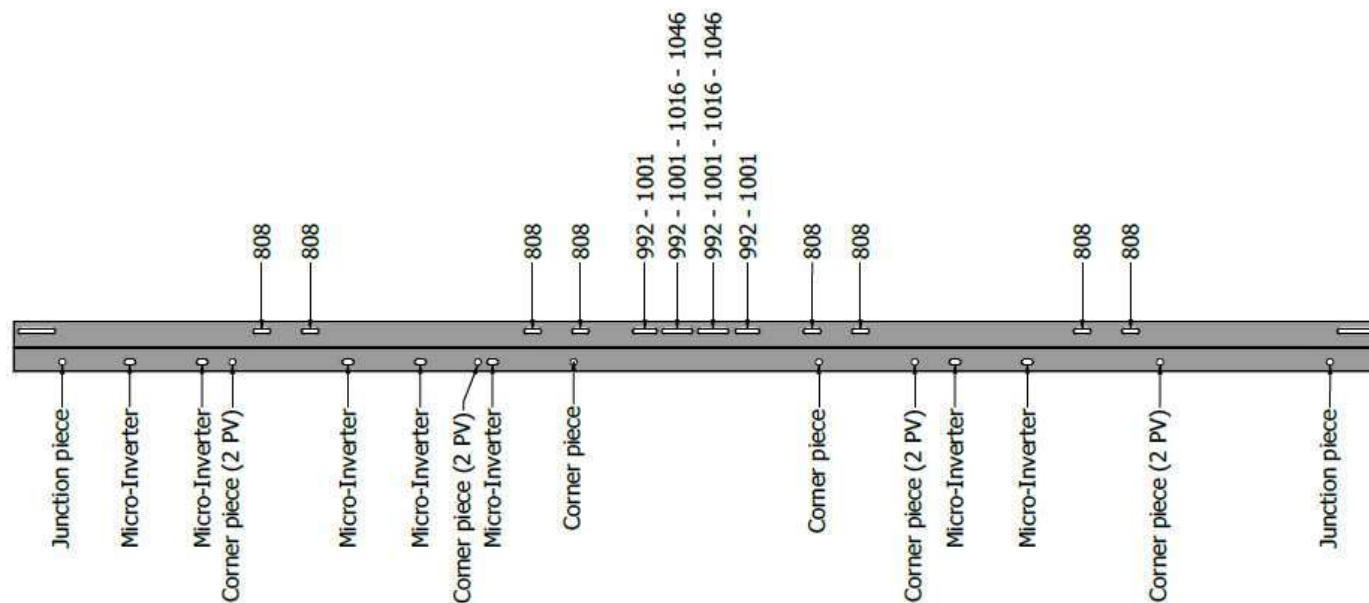 808
808
808
808
992 - 1001
992 - 1001 - 1016 - 1046
992 - 1001 - 1016 - 1046
992 - 1001
808
808
808
808
Junction piece
Micro-Inverter
Micro-Inverter
Corner piece (2 PV)
Micro-Inverter
Micro-Inverter
Corner piece (2 PV)
Micro-Inverter
Corner piece
Corner piece
Corner piece (2 PV)
Micro-Inverter
Micro-Inverter
Corner piece (2 PV)
Junction piece